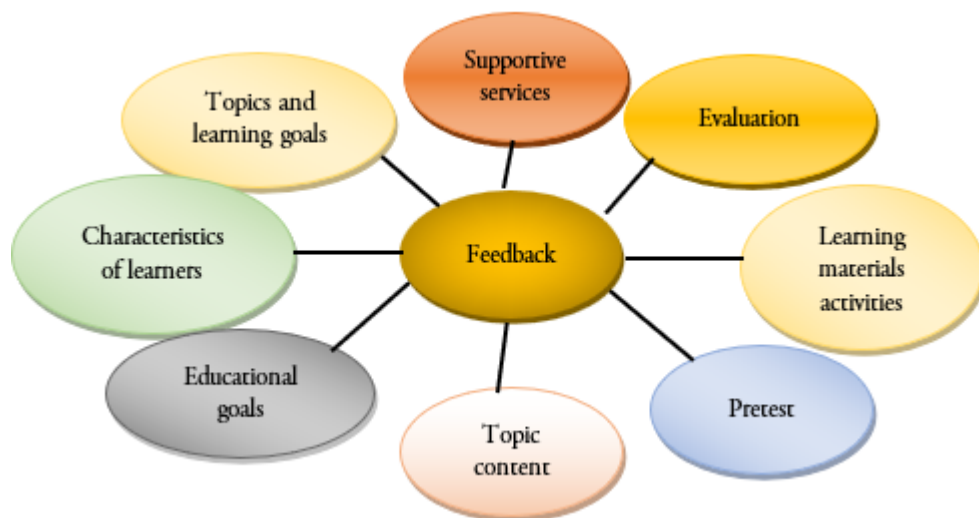 Supportive
services
Topics and
learning goals
Evaluation
Characteristics
of learners
Feedback
Learning
materials
activities
Educational
goals
Topic
content
Pretest